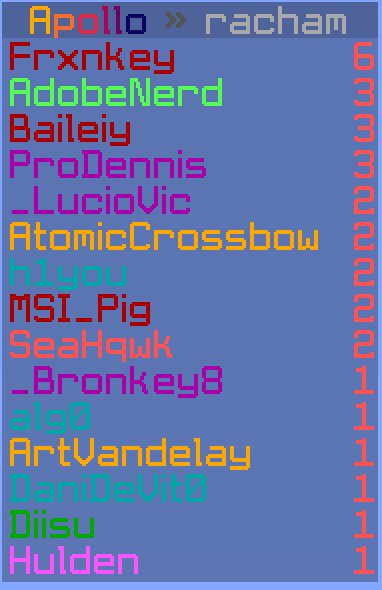 Apollo » racham
Frxnkey 6
AdobeNerd 3
Baileiy 3
ProDennis 3
_LucioVic 2
AtomicCrossbow 2
h1you 2
MSI_Pig 2
SeaHqwk 2
_Bronkey8 1
alg0 1
ArtVandelay 1
DaniDeVit0 1
Diisu 1
Hulden 1